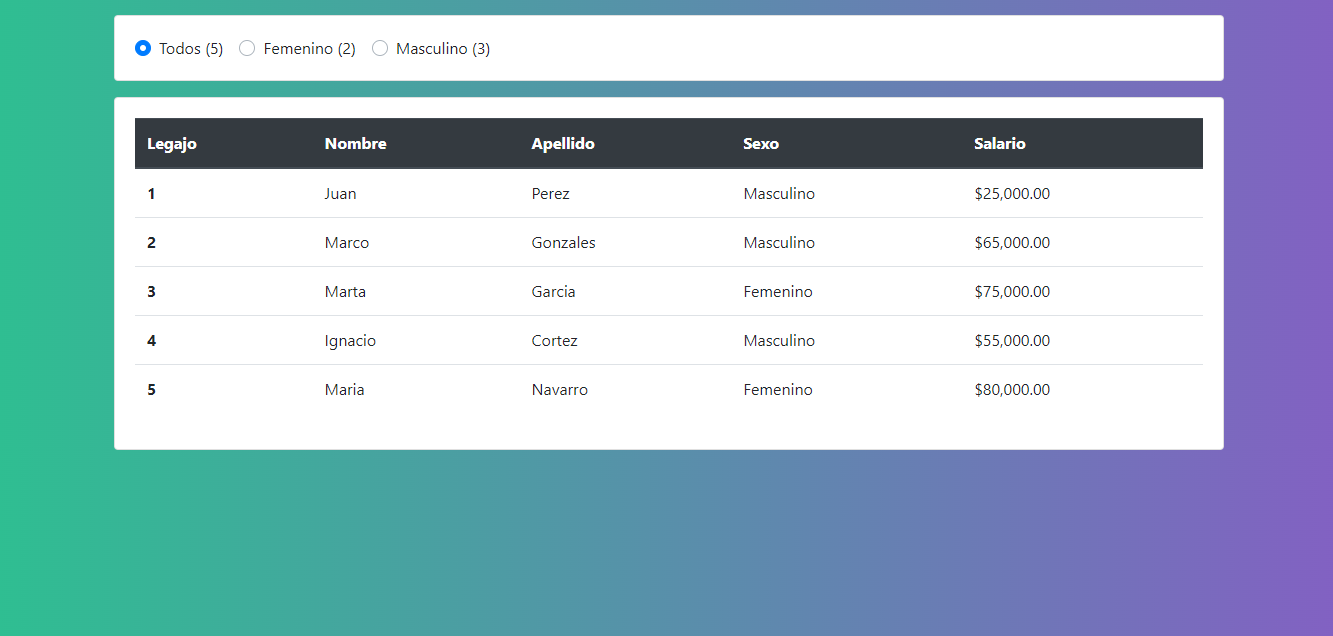 Todos (5) Femenino (2) Masculino (3)
Legajo Nombre Apellido Sexo Salario
1 Juan Perez Masculino $25,000.00
2 Marco Gonzales Masculino $65,000.00
3 Marta Garcia Femenino $75,000.00
4 Ignacio Cortez Masculino $55,000.00
5 Maria Navarro Femenino $80,000.00